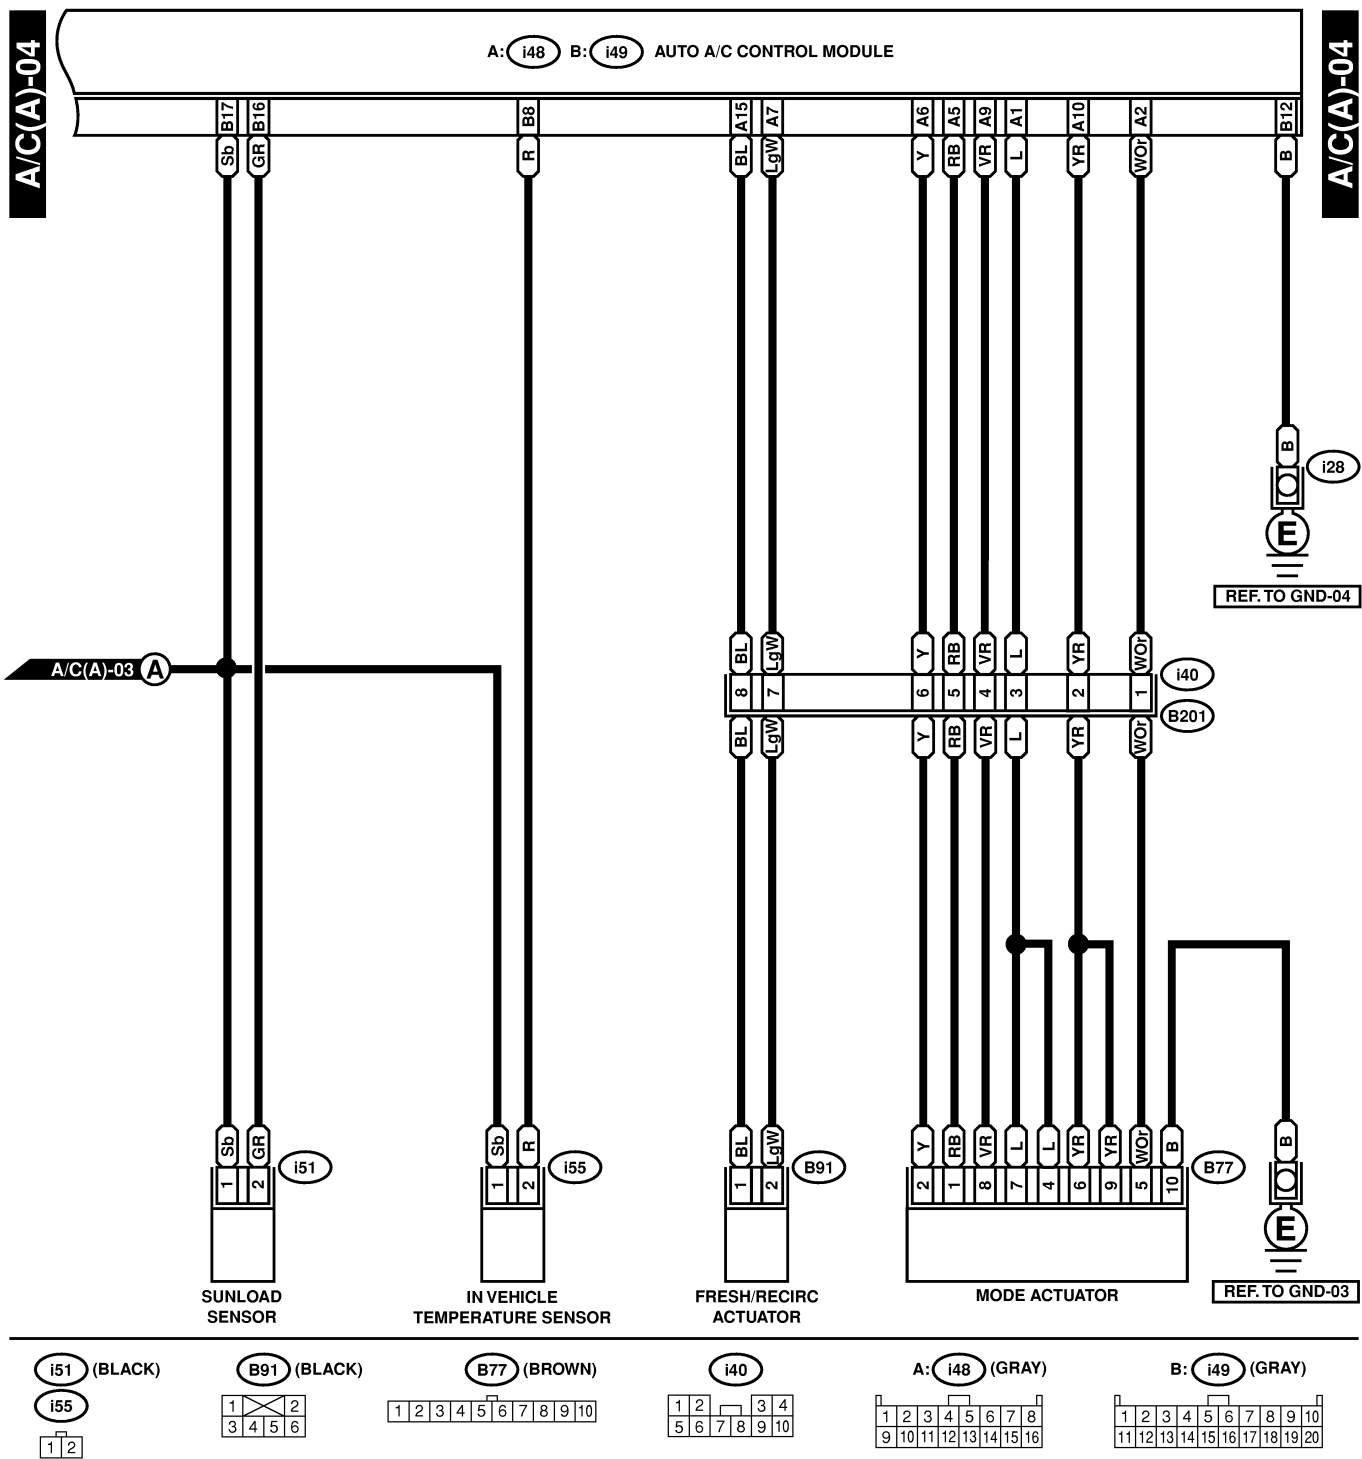 A/C(A)-04
A/C(A)-04
A: i48 B: i49 AUTO A/C CONTROL MODULE
B17 B16 B8 A15 A7 A6 A5 A9 A1 A10 A2 B12
Sb GR R BL LgW Y RB VR L YR WOr B
B
i28
E
REF. TO GND-04
A/C(A)-03 A
BL LgW Y RB VR L YR WOr
8 7 6 5 4 3 2 1
i40
B201
BL LgW Y RB VR L YR WOr
Sb GR Sb R BL LgW Y RB VR L L YR YR WOr B B
1 2 i51 1 2 i55 1 2 B91 2 1 8 7 4 6 9 5 10 B77
E
REF. TO GND-03
SUNLOAD
SENSOR
IN VEHICLE
TEMPERATURE SENSOR
FRESH/RECIRC
ACTUATOR
MODE ACTUATOR
i51 (BLACK)
i55
1 2
B91 (BLACK)
1 2
3 4 5 6
B77 (BROWN)
1 2 3 4 5 6 7 8 9 10
i40
1 2 3 4
5 6 7 8 9 10
A: i48 (GRAY)
1 2 3 4 5 6 7 8
9 10 11 12 13 14 15 16
B: i49 (GRAY)
1 2 3 4 5 6 7 8 9 10
11 12 13 14 15 16 17 18 19 20